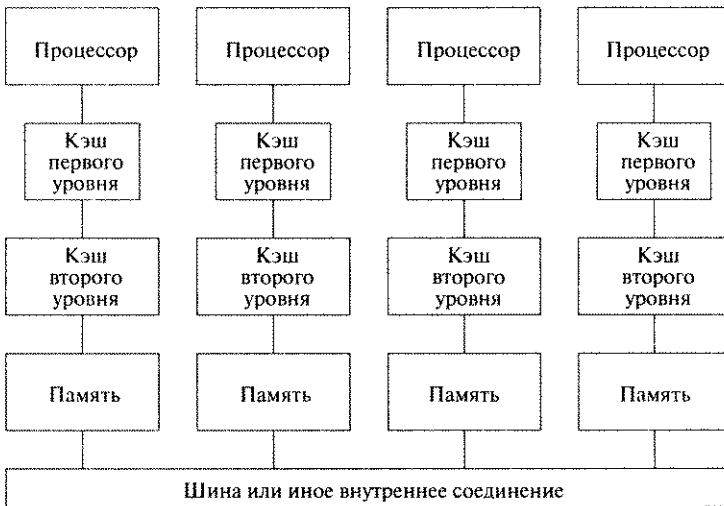 Процессор Процессор Процессор Процессор
Кэш Кэш Кэш Кэш
первого первого первого первого
уровня уровня уровня уровня
Кэш Кэш Кэш Кэш
второго второго второго второго
уровня уровня уровня уровня
Память Память Память Память
Шина или иное внутреннее соединение